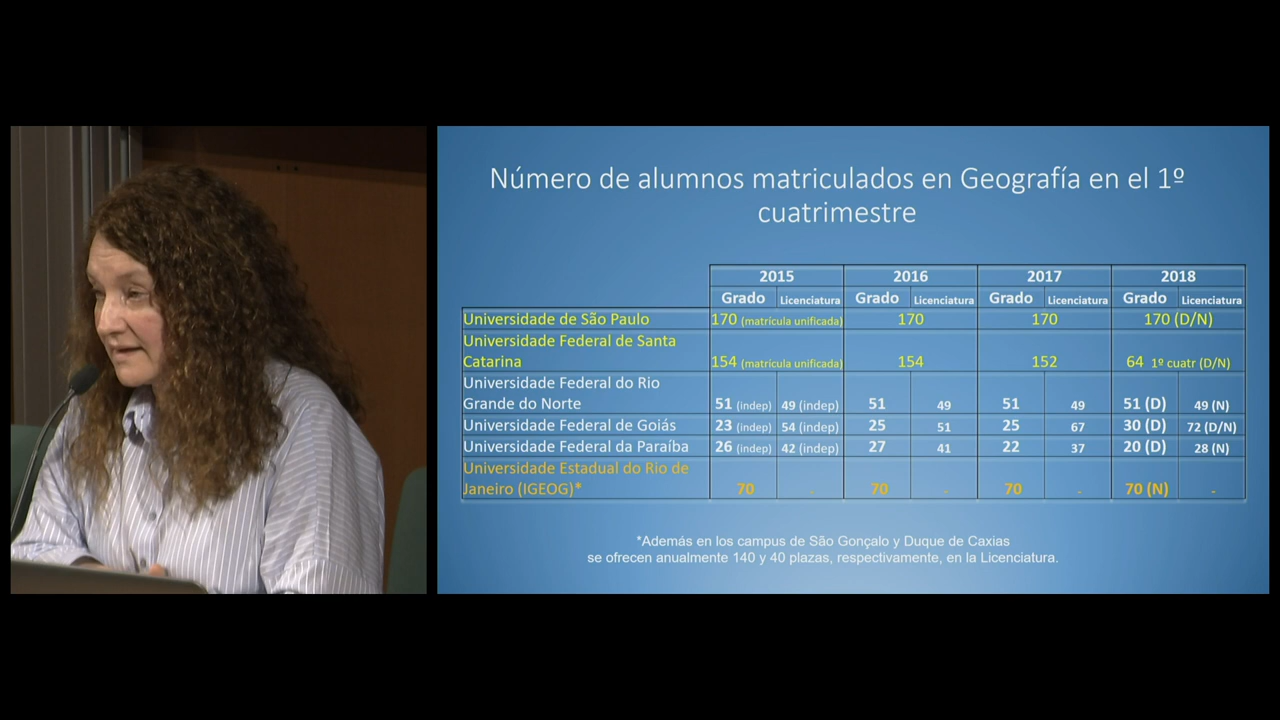 Número de alumnos matriculados en Geografía en el 1º
cuatrimestre
2015 2016 2017 2018
Grado Licenciatura Grado Licenciatura Grado Licenciatura Grado Licenciatura
Universidade de São Paulo 170 (matrícula unificada) 170 170 170 (D/N)
Universidade Federal de Santa
Catarina 154 (matrícula unificada) 154 152 64 1º cuatr (D/N)
Universidade Federal do Rio
Grande do Norte 51 (indep) 49 (indep) 51 49 51 49 51 (D) 49 (N)
Universidade Federal de Goiás 23 (indep) 54 (indep) 25 51 25 67 30 (D) 72 (D/N)
Universidade Federal da Paraíba 26 (indep) 42 (indep) 27 41 22 37 20 (D) 28 (N)
Universidade Estadual do Rio de
Janeiro (IGEOG)* 70 - 70 - 70 - 70 (N) -
*Además en los campus de São Gonçalo y Duque de Caxias
se ofrecen anualmente 140 y 40 plazas, respectivamente, en la Licenciatura.